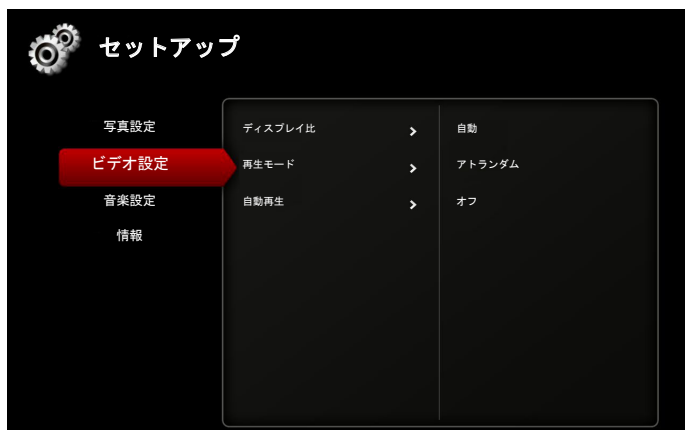 セットアップ
写真設定
ビデオ設定
音楽設定
情報
ディスプレイ比
自動
再生モード
アトランダム
自動再生
オフ